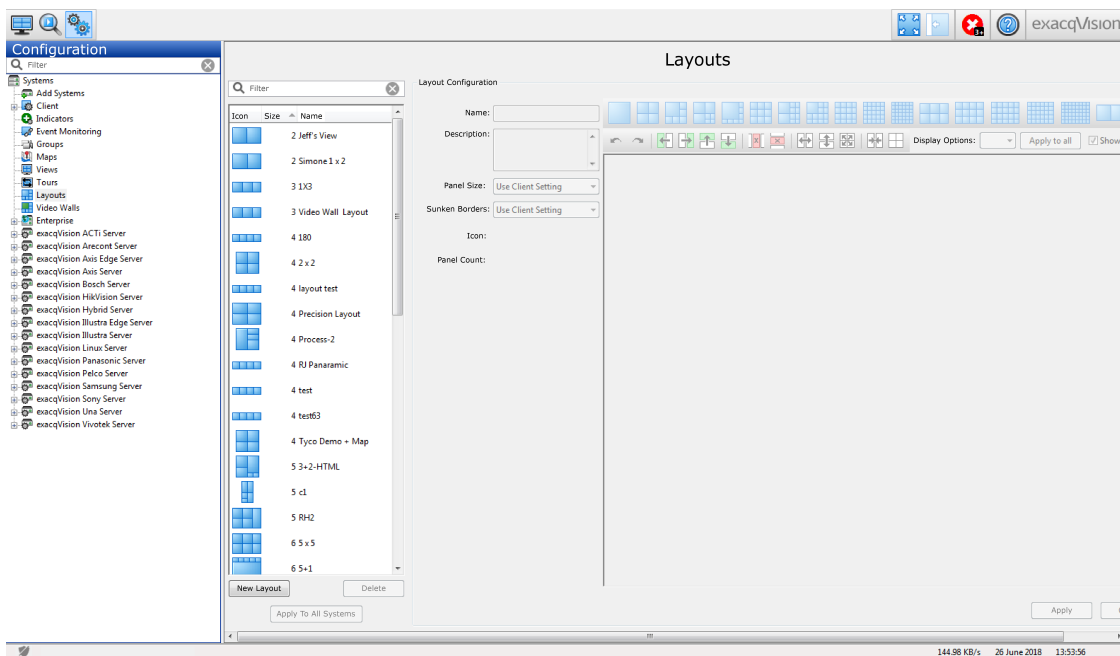 3+
exacqVision
Configuration
Filter
Systems
Add Systems
Client
Indicators
Event Monitoring
Groups
Maps
Views
Tours
Layouts
Video Walls
Enterprise
exacqVision ACTi Server
exacqVision Arecont Server
exacqVision Axis Edge Server
exacqVision Axis Server
exacqVision Bosch Server
exacqVision HikVision Server
exacqVision Hybrid Server
exacqVision Illustra Edge Server
exacqVision Illustra Server
exacqVision Linux Server
exacqVision Panasonic Server
exacqVision Pelco Server
exacqVision Samsung Server
exacqVision Sony Server
exacqVision Una Server
exacqVision Vivotek Server
Layouts
Filter
Icon Size Name
2 Jeff's View
2 Simone 1 x 2
3 1X3
3 Video Wall Layout
4 180
4 2 x 2
4 layout test
4 Precision Layout
4 Process-2
4 RJ Panaramic
4 test
4 test63
4 Tyco Demo + Map
5 3+2-HTML
5 c1
5 RH2
6 5 x 5
6 5+1
New Layout Delete
Apply To All Systems
Layout Configuration
Name:
Description:
Panel Size: Use Client Setting
Sunken Borders: Use Client Setting
Icon:
Panel Count:
Display Options: Apply to all Show
Apply
144.98 KB/s 26 June 2018 13:53:56